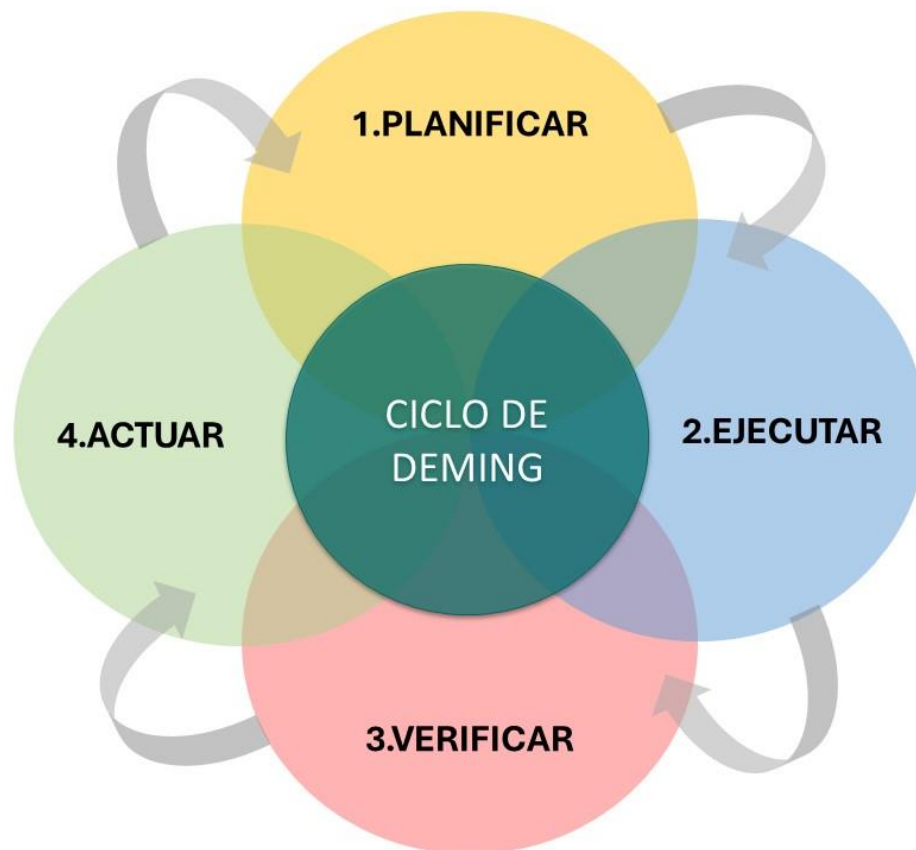 1.PLANIFICAR
2.EJECUTAR
3.VERIFICAR
4.ACTUAR
CICLO DE
DEMING